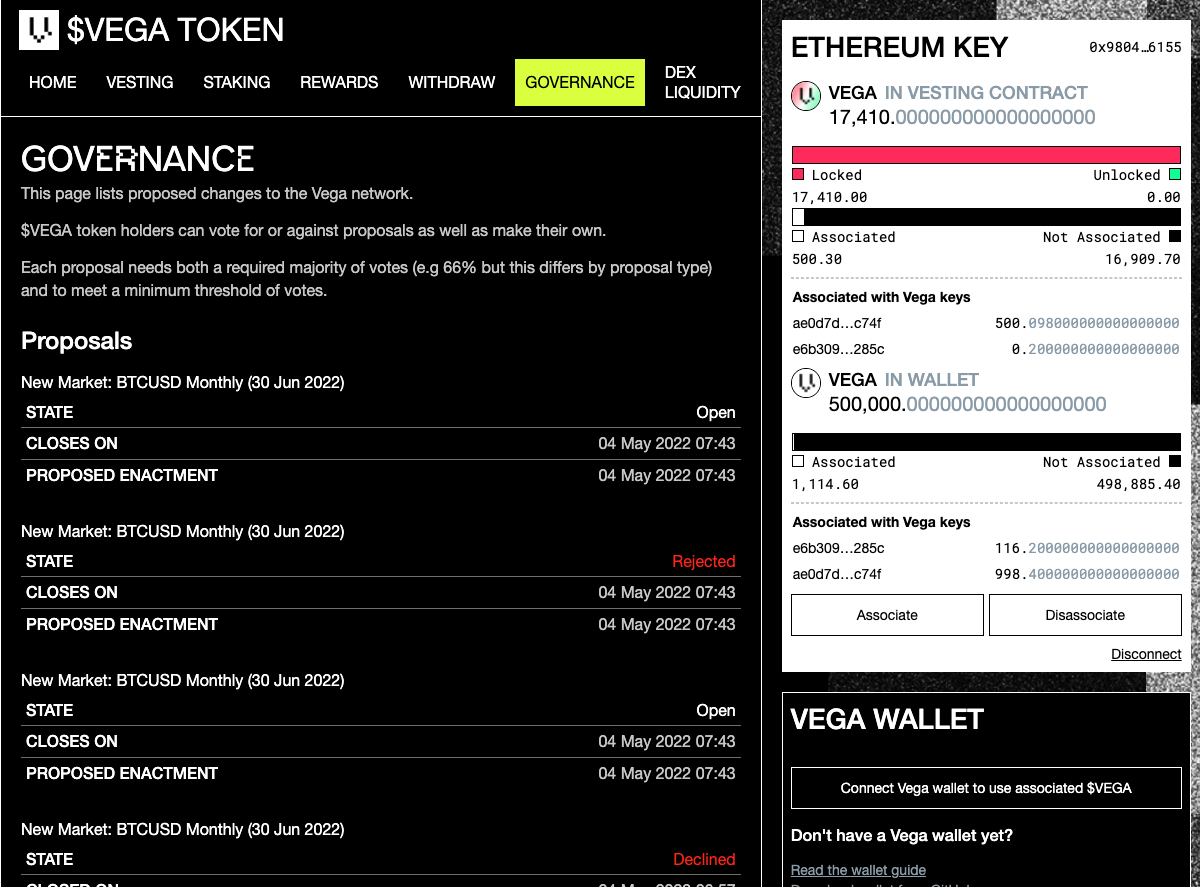 $VEGA TOKEN
HOME
VESTING
STAKING
REWARDS
WITHDRAW
GOVERNANCE
DEX
LIQUIDITY
GOVERNANCE
This page lists proposed changes to the Vega network.
$VEGA token holders can vote for or against proposals as well as make their own.
Each proposal needs both a required majority of votes (e.g 66% but this differs by proposal type)
and to meet a minimum threshold of votes.
Proposals
New Market: BTCUSD Monthly (30 Jun 2022)
STATE Open
CLOSES ON 04 May 2022 07:43
PROPOSED ENACTMENT 04 May 2022 07:43
New Market: BTCUSD Monthly (30 Jun 2022)
STATE Rejected
CLOSES ON 04 May 2022 07:43
PROPOSED ENACTMENT 04 May 2022 07:43
New Market: BTCUSD Monthly (30 Jun 2022)
STATE Open
CLOSES ON 04 May 2022 07:43
PROPOSED ENACTMENT 04 May 2022 07:43
New Market: BTCUSD Monthly (30 Jun 2022)
STATE Declined
ETHEREUM KEY 0x9804…6155
VEGA IN VESTING CONTRACT
17,410.000000000000000000
Locked Unlocked
17,410.00 0.00
Associated Not Associated
500.30 16,909.70
Associated with Vega keys
ae0d7d…c74f 500.098000000000000000
e6b309…285c 0.200000000000000000
VEGA IN WALLET
500,000.000000000000000000
Associated Not Associated
1,114.60 498,885.40
Associated with Vega keys
e6b309…285c 116.200000000000000000
ae0d7d…c74f 998.400000000000000000
Associate Disassociate
Disconnect
VEGA WALLET
Connect Vega wallet to use associated $VEGA
Don't have a Vega wallet yet?
Read the wallet guide